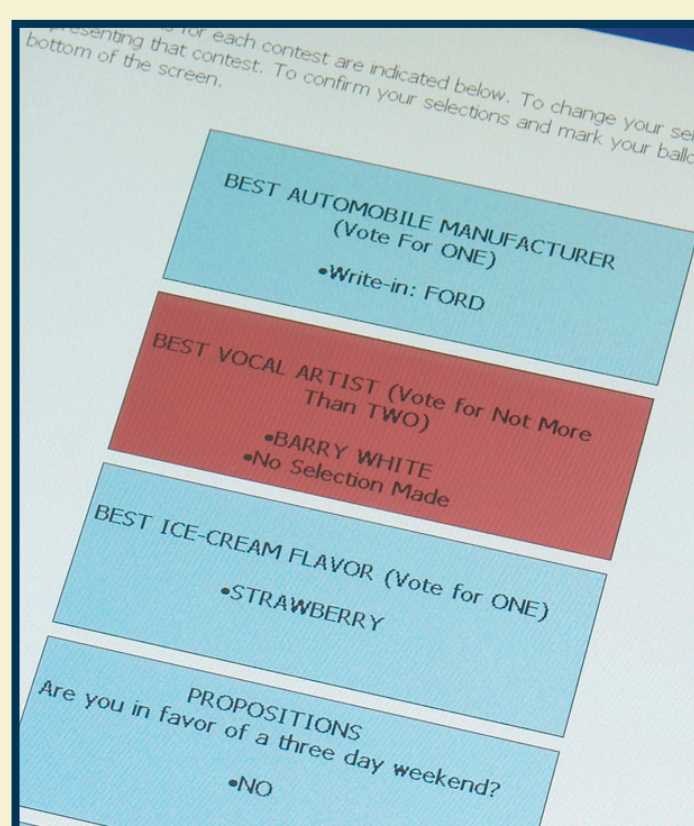 for each contest are indicated below. To change your
presenting that contest. To confirm your selections and mark your
bottom of the screen.
BEST AUTOMOBILE MANUFACTURER
(Vote For ONE)
•Write-in: FORD
BEST VOCAL ARTIST (Vote for Not More
Than TWO)
•BARRY WHITE
•No Selection Made
BEST ICE-CREAM FLAVOR (Vote for ONE)
•STRAWBERRY
PROPOSITIONS
Are you in favor of a three day weekend?
•NO